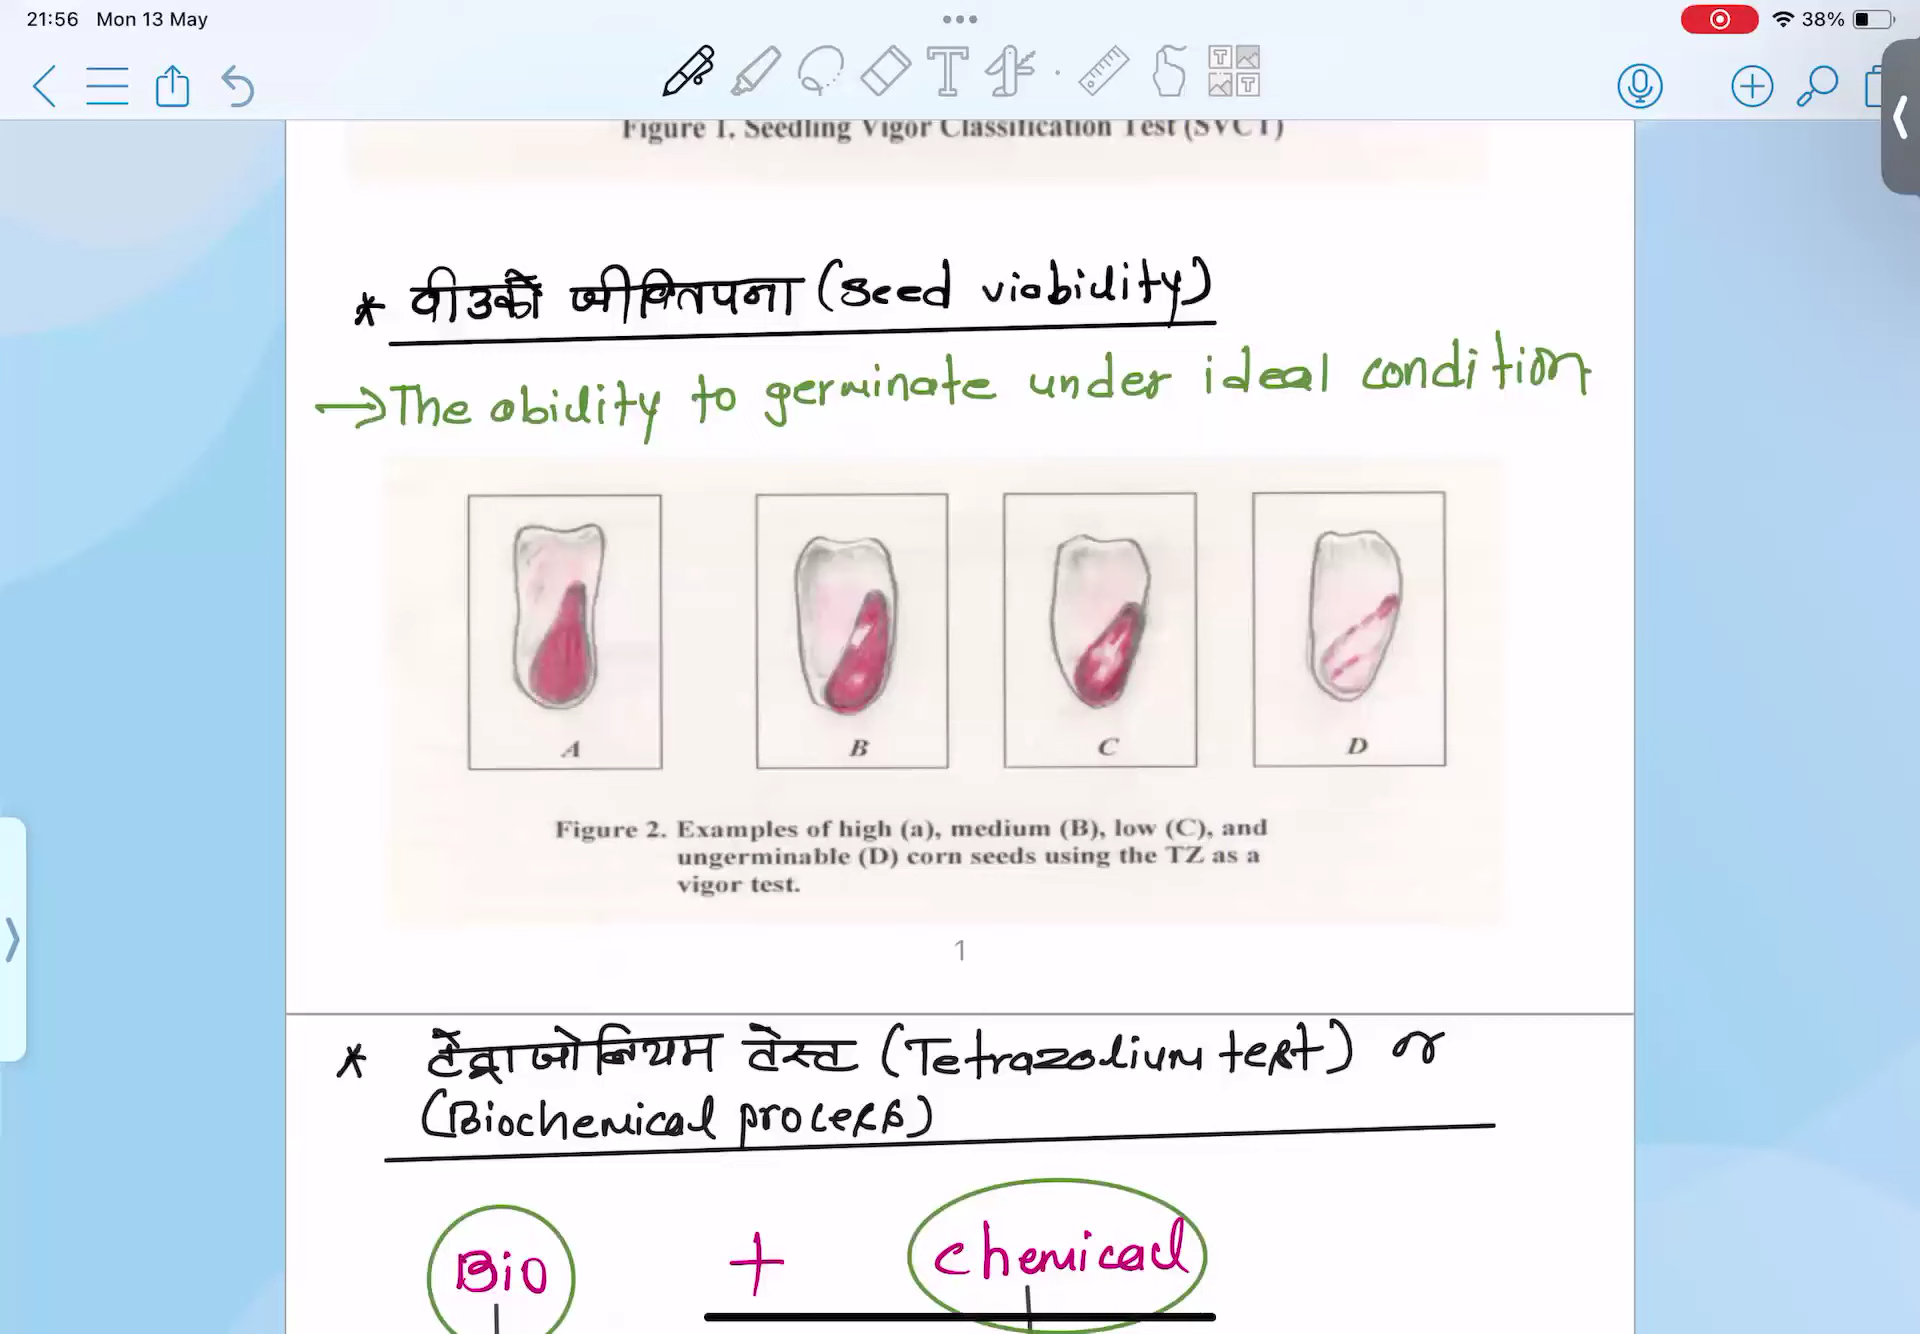 21:56 Mon 13 May
38%
Figure 1. Seedling Vigor Classification Test (SVCT)
* वीउको जीवितपना (Seed viability)
→ The ability to germinate under ideal condition
A B C D
Figure 2. Examples of high (a), medium (B), low (C), and
ungerminable (D) corn seeds using the TZ as a
vigor test.
1
* टेट्राजोलियम टेस्ट (Tetrazolium test) or
(Biochemical process)
Bio + Chemical